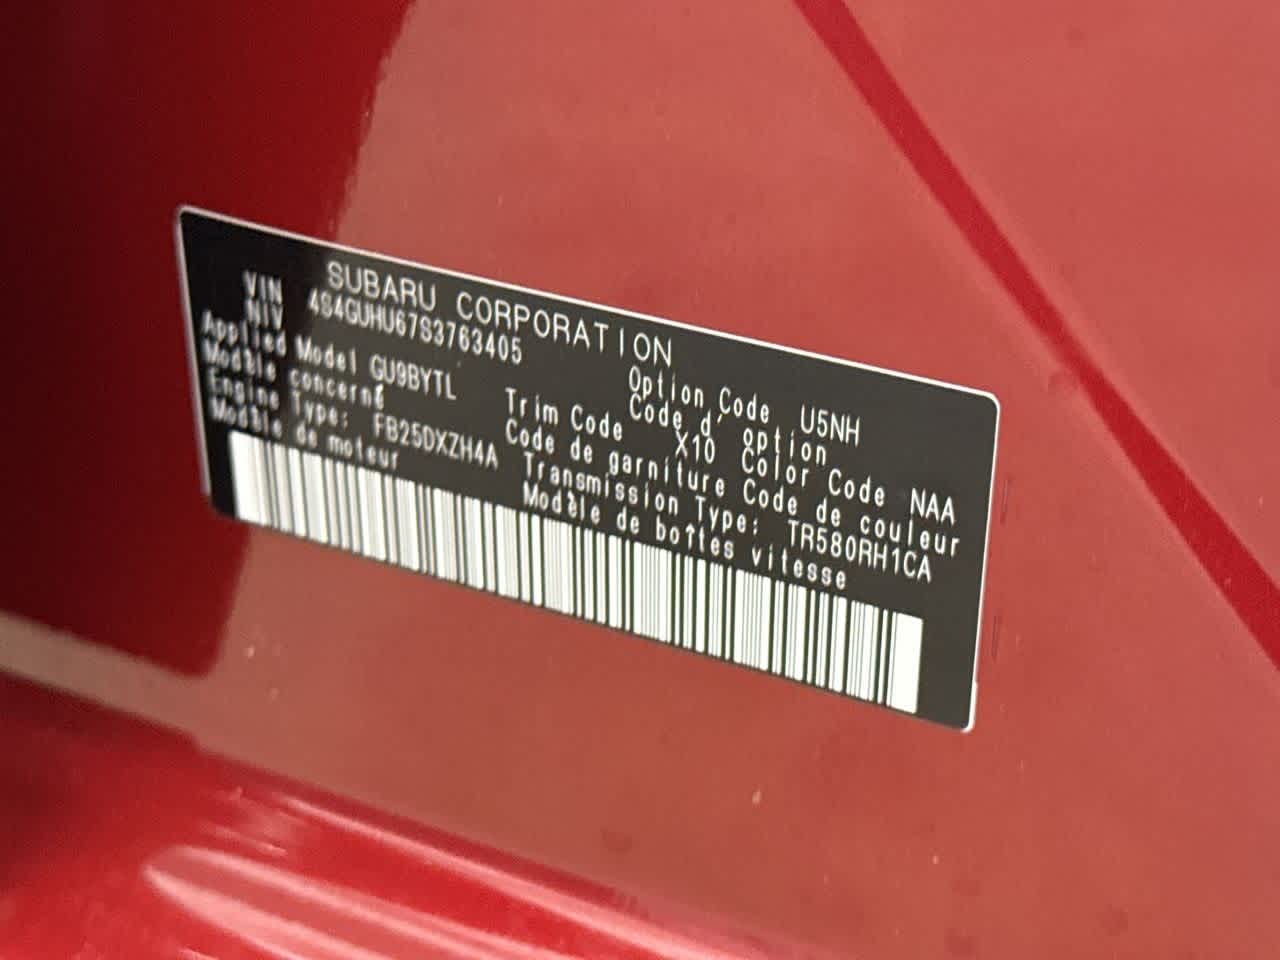 SUBARU CORPORATION
VIN
NIV 4S4GUHU67S3763405
Option Code U5NH
Code d'option
Applied Model GU9BYTL
Modèle concerné
Trim Code X10 Color Code NAA
Code de garniture Code de couleur
Engine Type: FB25DXZH4A
Modèle de moteur
Transmission Type: TR580RH1CA
Modèle de boîtes vitesse